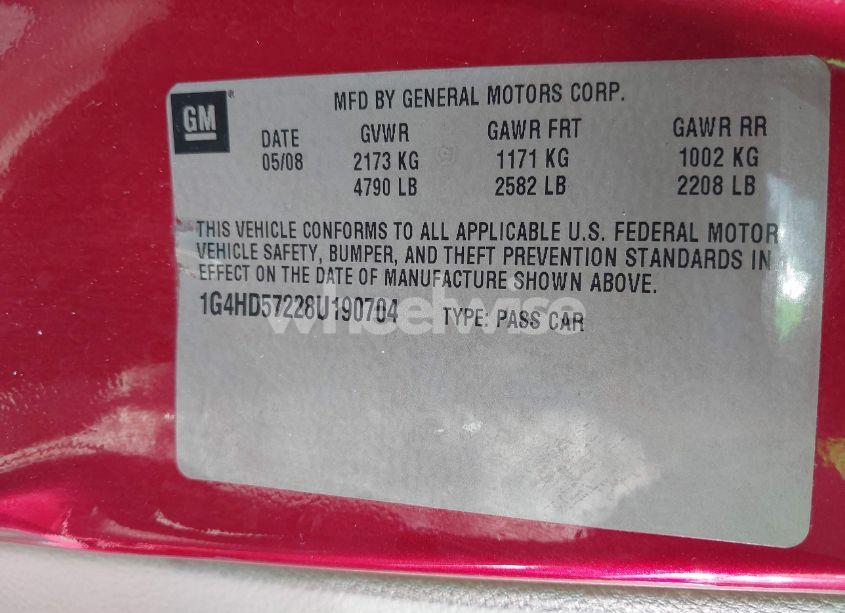 GM
MFD BY GENERAL MOTORS CORP.
DATE GVWR GAWR FRT GAWR RR
05/08 2173 KG 1171 KG 1002 KG
4790 LB 2582 LB 2208 LB
THIS VEHICLE CONFORMS TO ALL APPLICABLE U.S. FEDERAL MOTOR
VEHICLE SAFETY, BUMPER, AND THEFT PREVENTION STANDARDS IN
EFFECT ON THE DATE OF MANUFACTURE SHOWN ABOVE.
1G4HD57228U190704 TYPE: PASS CAR
wheelwise